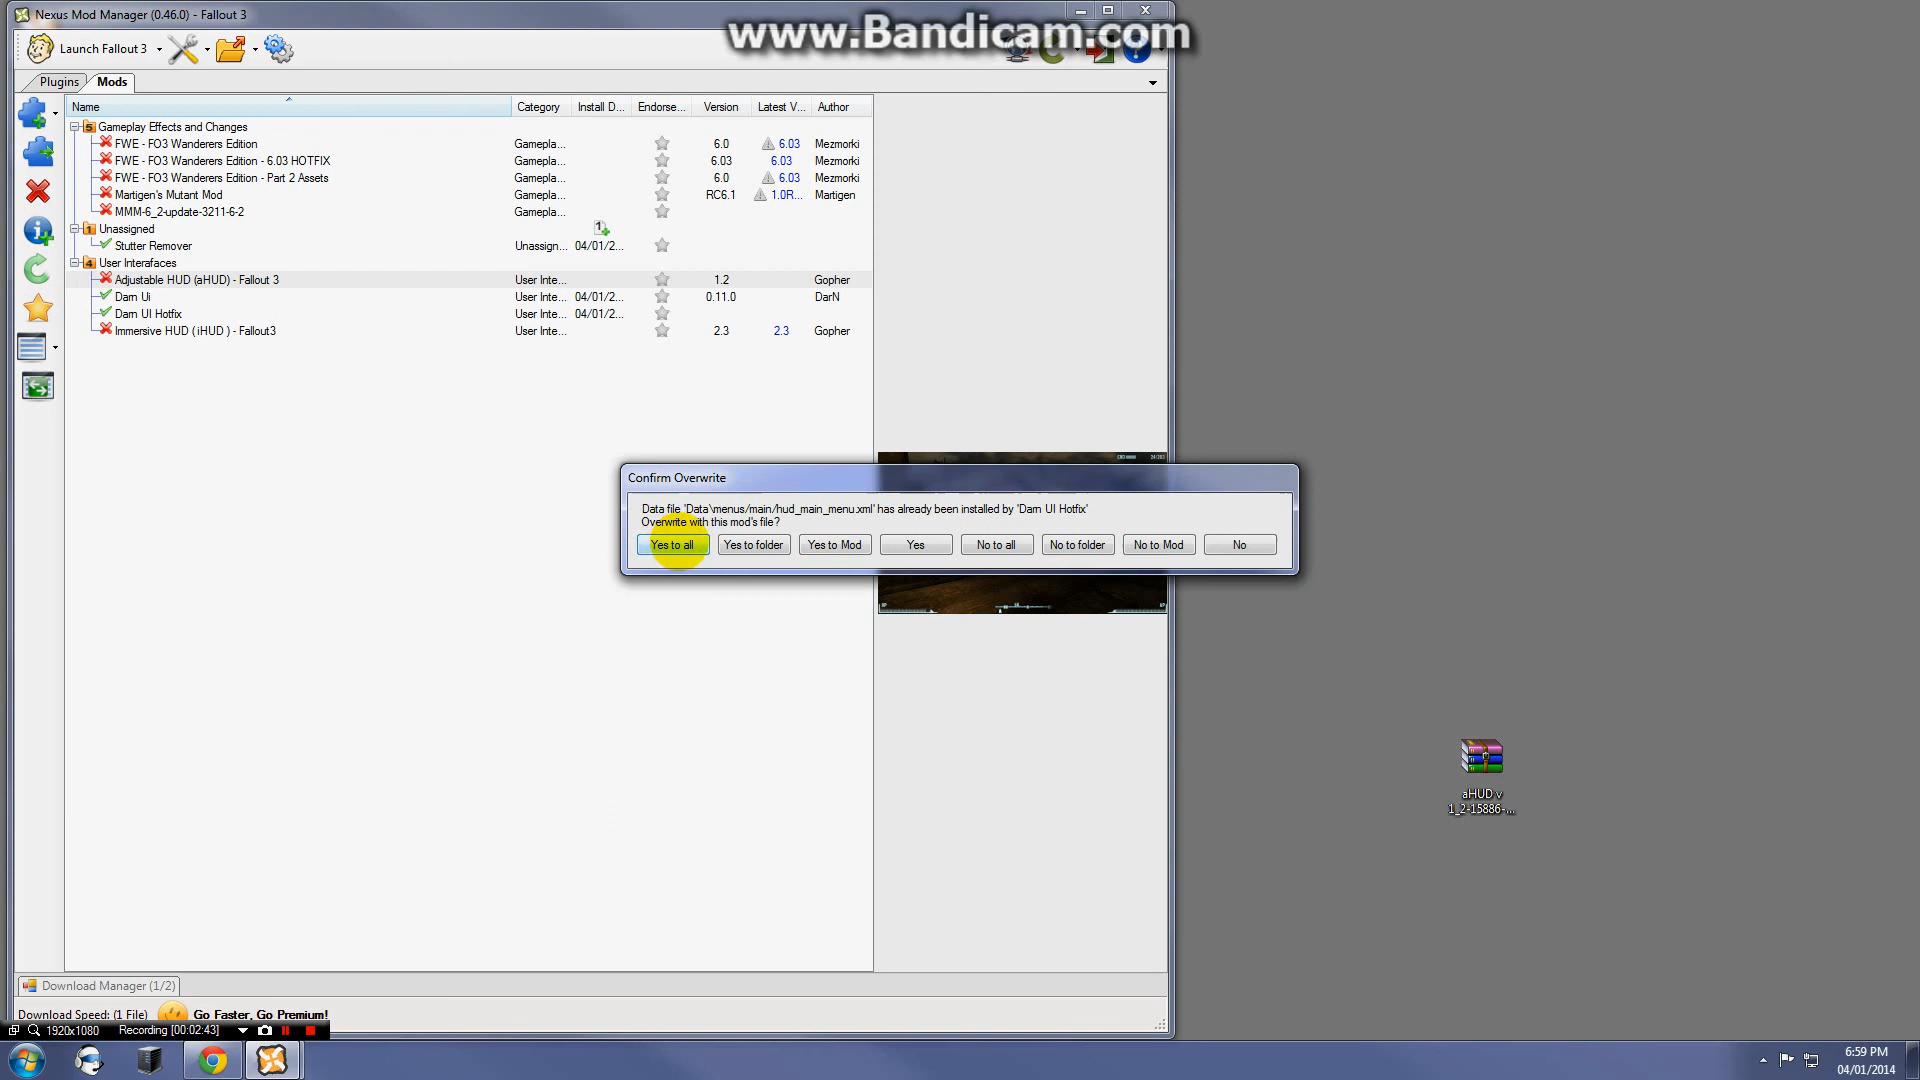 Nexus Mod Manager (0.46.0) - Fallout 3
www.Bandicam.com
Launch Fallout 3
Plugins Mods
Name Category Install D... Endorse... Version Latest V... Author
5 Gameplay Effects and Changes
FWE - FO3 Wanderers Edition Gamepla... 6.0 6.03 Mezmorki
FWE - FO3 Wanderers Edition - 6.03 HOTFIX Gamepla... 6.03 6.03 Mezmorki
FWE - FO3 Wanderers Edition - Part 2 Assets Gamepla... 6.0 6.03 Mezmorki
Martigen's Mutant Mod Gamepla... RC6.1 1.0R... Martigen
MMM-6_2-update-3211-6-2 Gamepla...
1 Unassigned 1
Stutter Remover Unassign... 04/01/2...
4 User Interafaces
Adjustable HUD (aHUD) - Fallout 3 User Inte... 1.2 Gopher
Darn Ui User Inte... 04/01/2... 0.11.0 DarN
Darn UI Hotfix User Inte... 04/01/2...
Immersive HUD ( iHUD ) - Fallout3 User Inte... 2.3 2.3 Gopher
Confirm Overwrite
Data file 'Data\menus/main/hud_main_menu.xml' has already been installed by 'Darn UI Hotfix'
Overwrite with this mod's file?
Yes to all Yes to folder Yes to Mod Yes No to all No to folder No to Mod No
aHUD v
1_2-15886-...
Download Manager (1/2)
Download Speed: (1 File) Go Faster, Go Premium!
1920x1080 Recording [00:02:43]
6:59 PM
04/01/2014